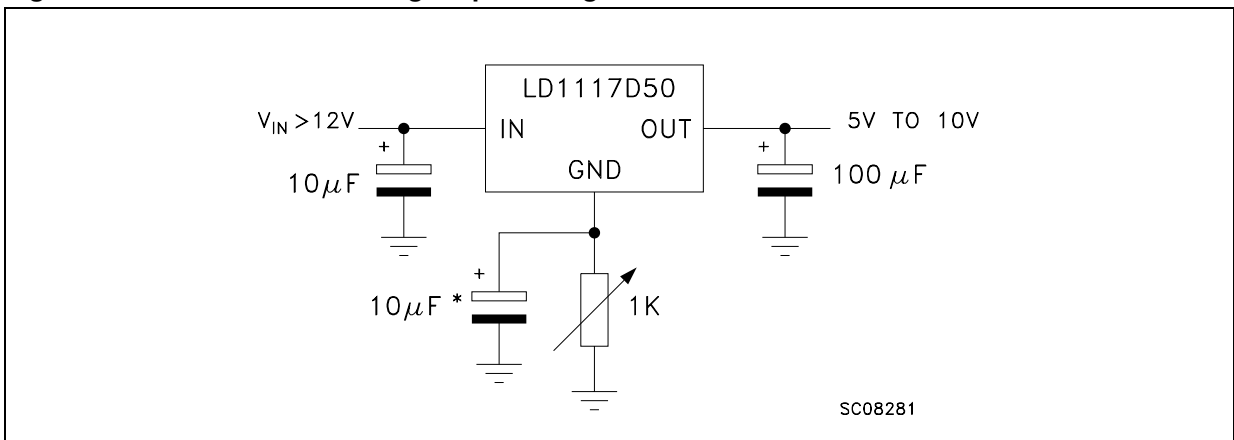 LD1117D50
V_IN >12V
IN
OUT
5V TO 10V
+
+
GND
10μF
100 μF
+
10μF *
1K
SC08281